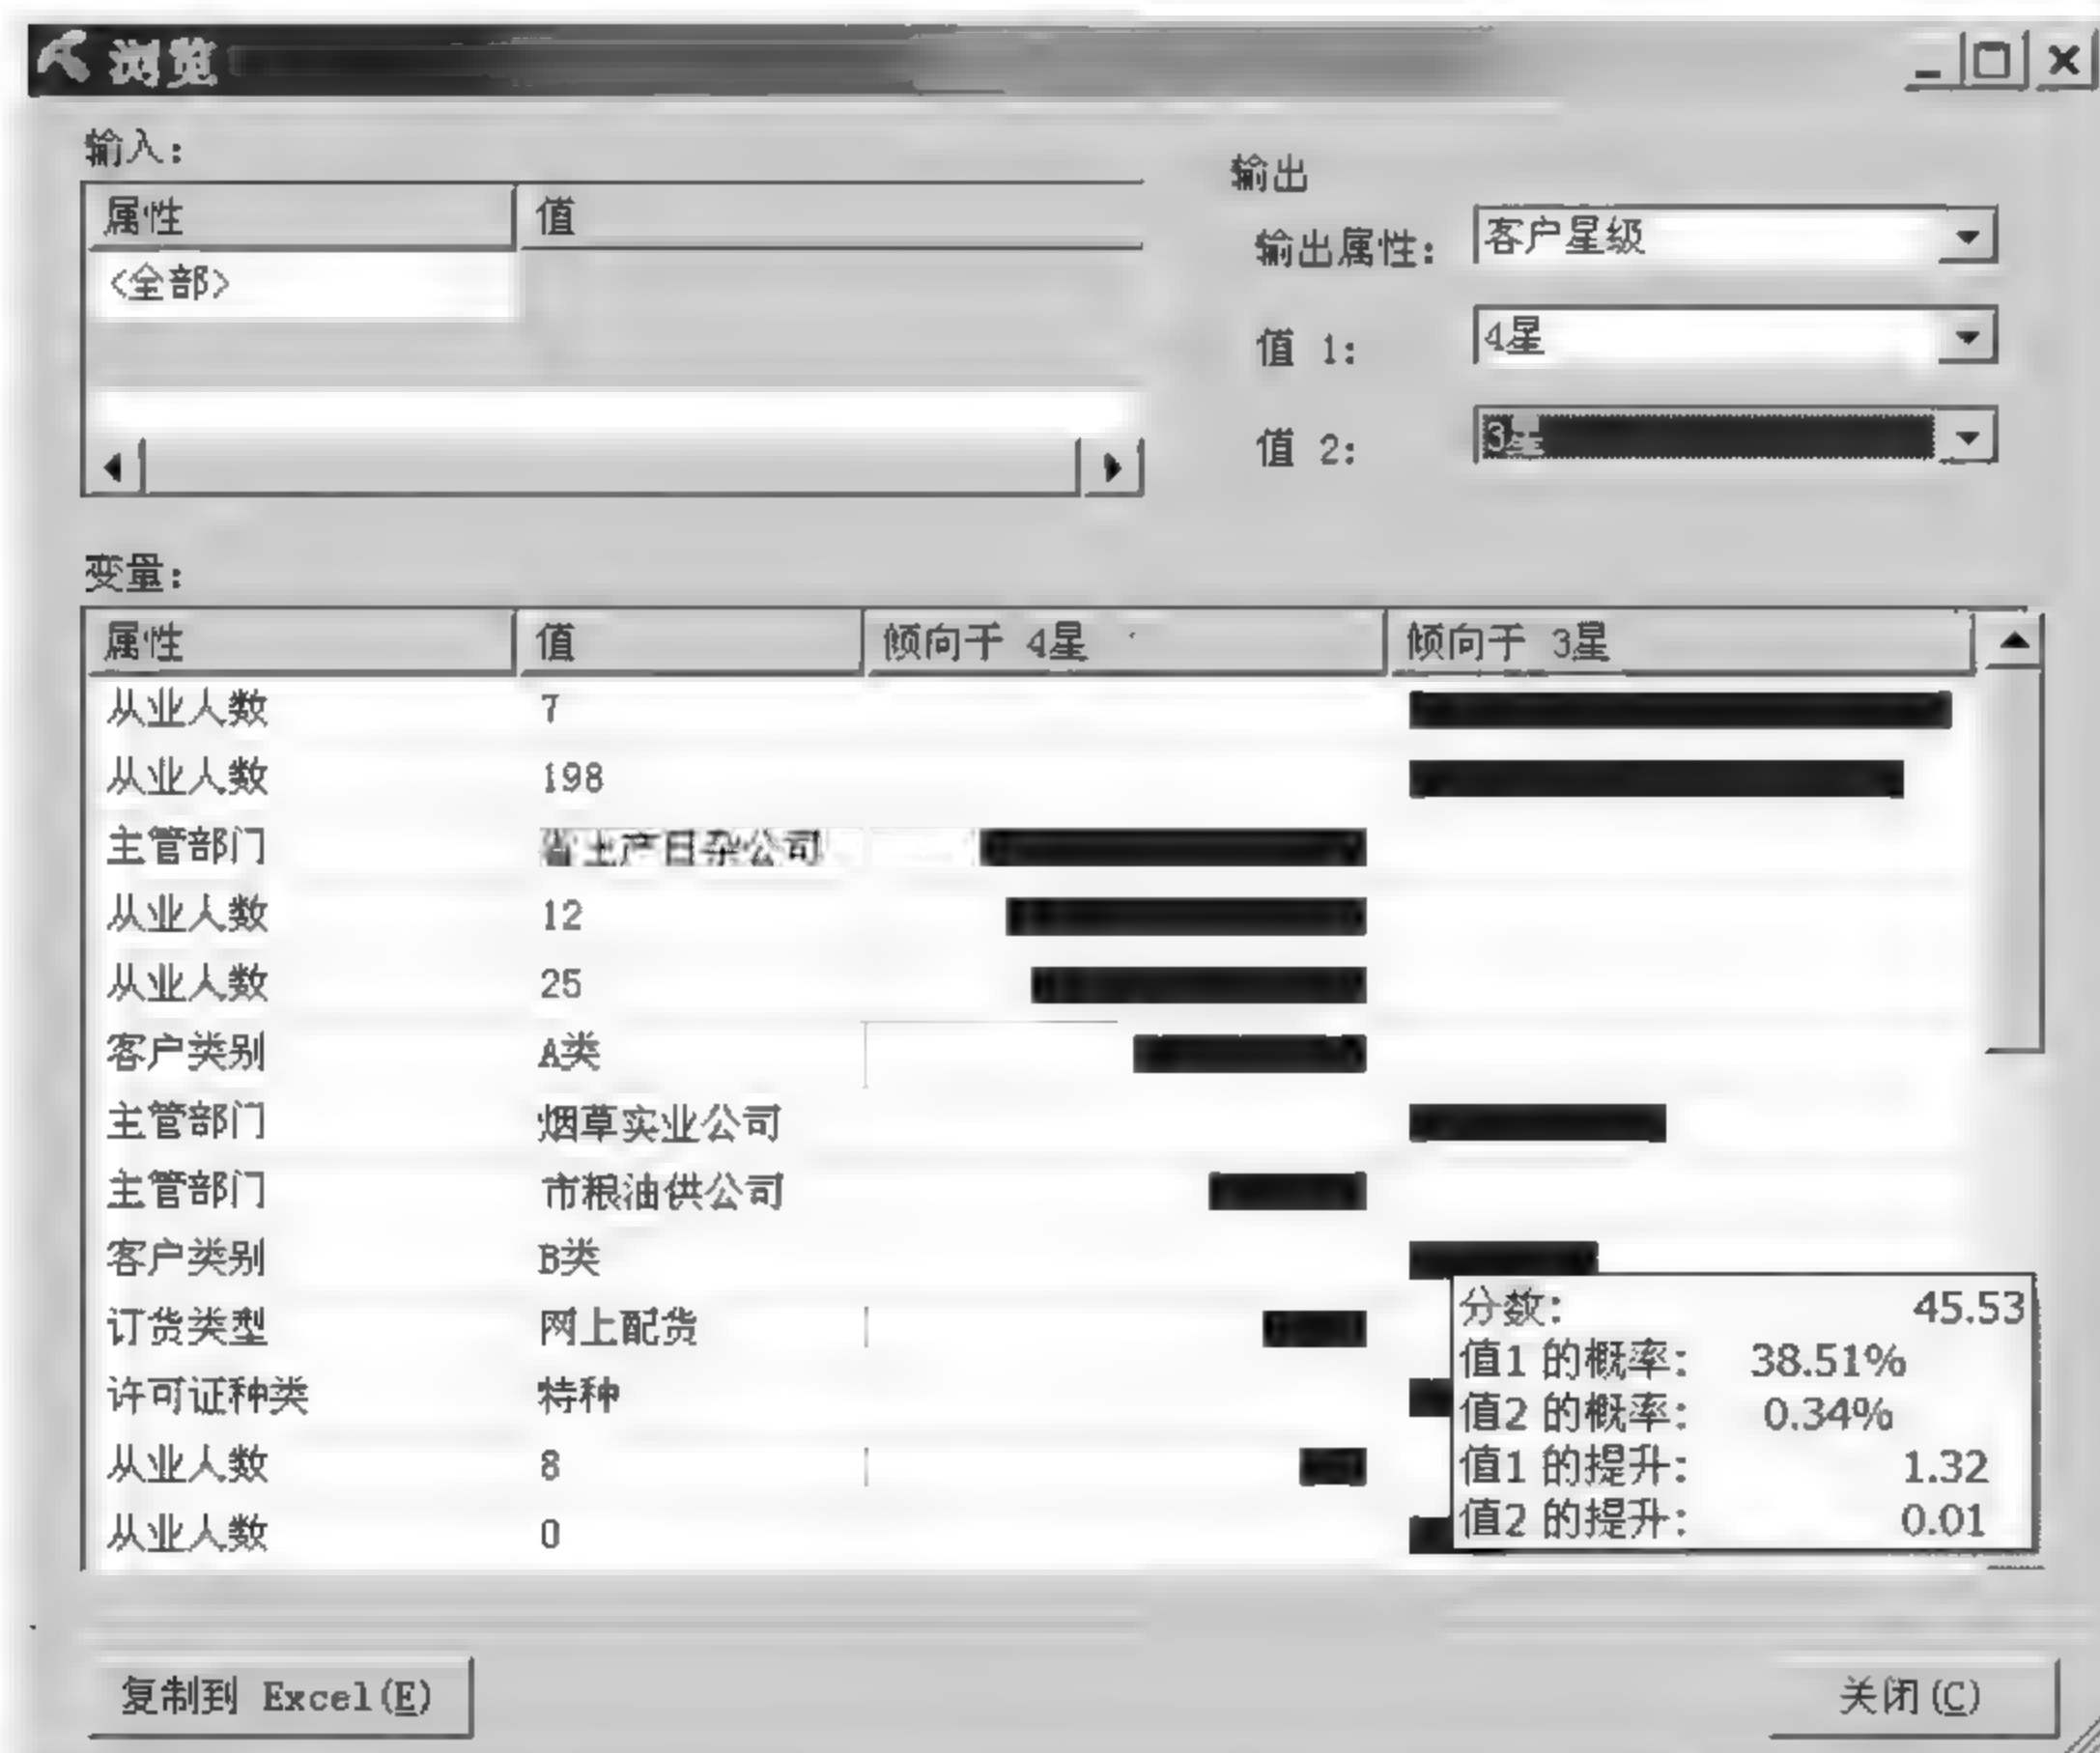 浏览
输入:
属性 值
<全部>
输出
输出属性: 客户星级
值 1: 4星
值 2: 3星
变量:
属性 值 倾向于 4星 倾向于 3星
从业人数 7
从业人数 198
主管部门 土产日杂公司
从业人数 12
从业人数 25
客户类别 A类
主管部门 烟草实业公司
主管部门 市粮油供公司
客户类别 B类
订货类型 网上配货
许可证种类 特种
从业人数 8
从业人数 0
分数: 45.53
值1 的概率: 38.51%
值2 的概率: 0.34%
值1 的提升: 1.32
值2 的提升: 0.01
复制到 Excel(E)
关闭(C)